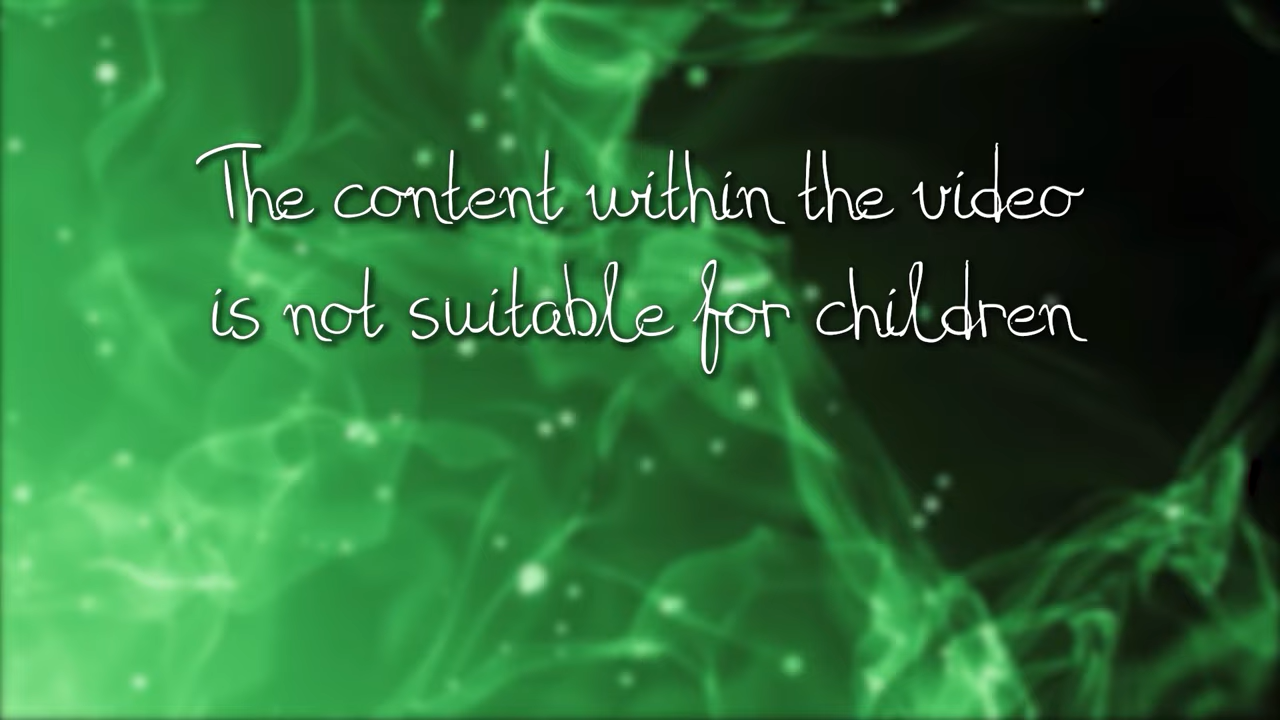 The content within the video
is not suitable for children